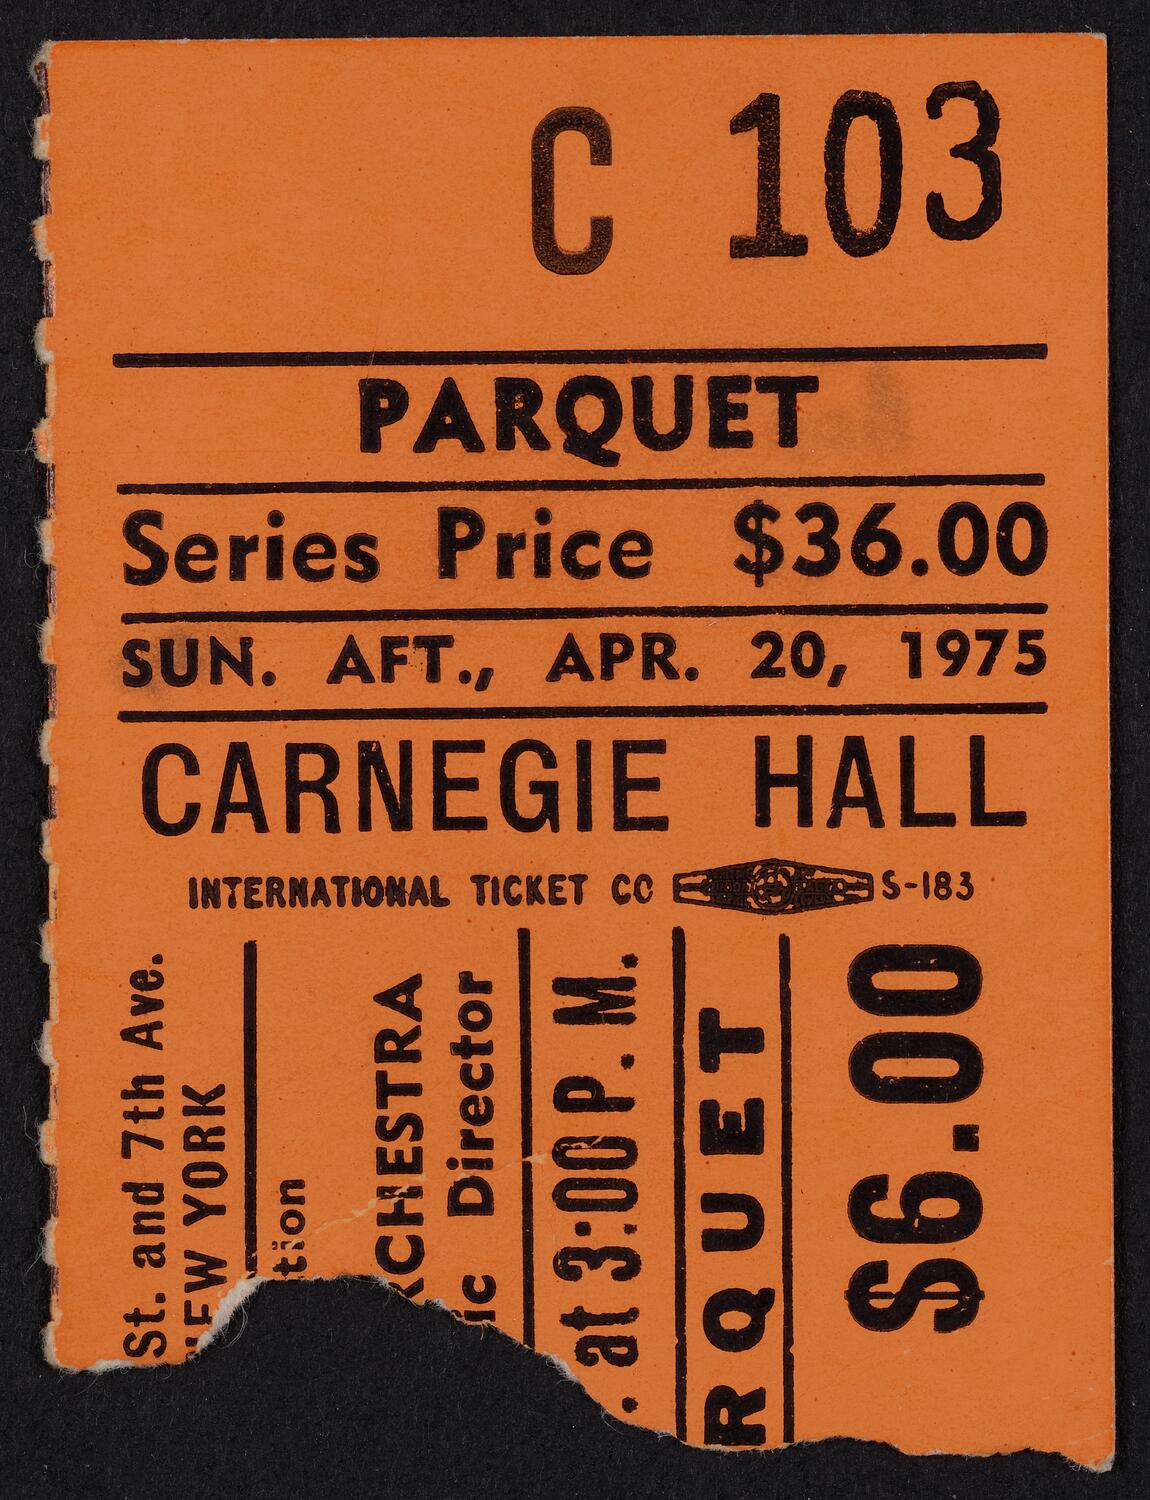 C 103
PARQUET
Series Price $36.00
SUN. AFT., APR. 20, 1975
CARNEGIE HALL
INTERNATIONAL TICKET CO S-183
St. and 7th Ave.
NEW YORK
tion
RCHESTRA
ic Director
. at 3:00 P. M.
RQUET
$6.00